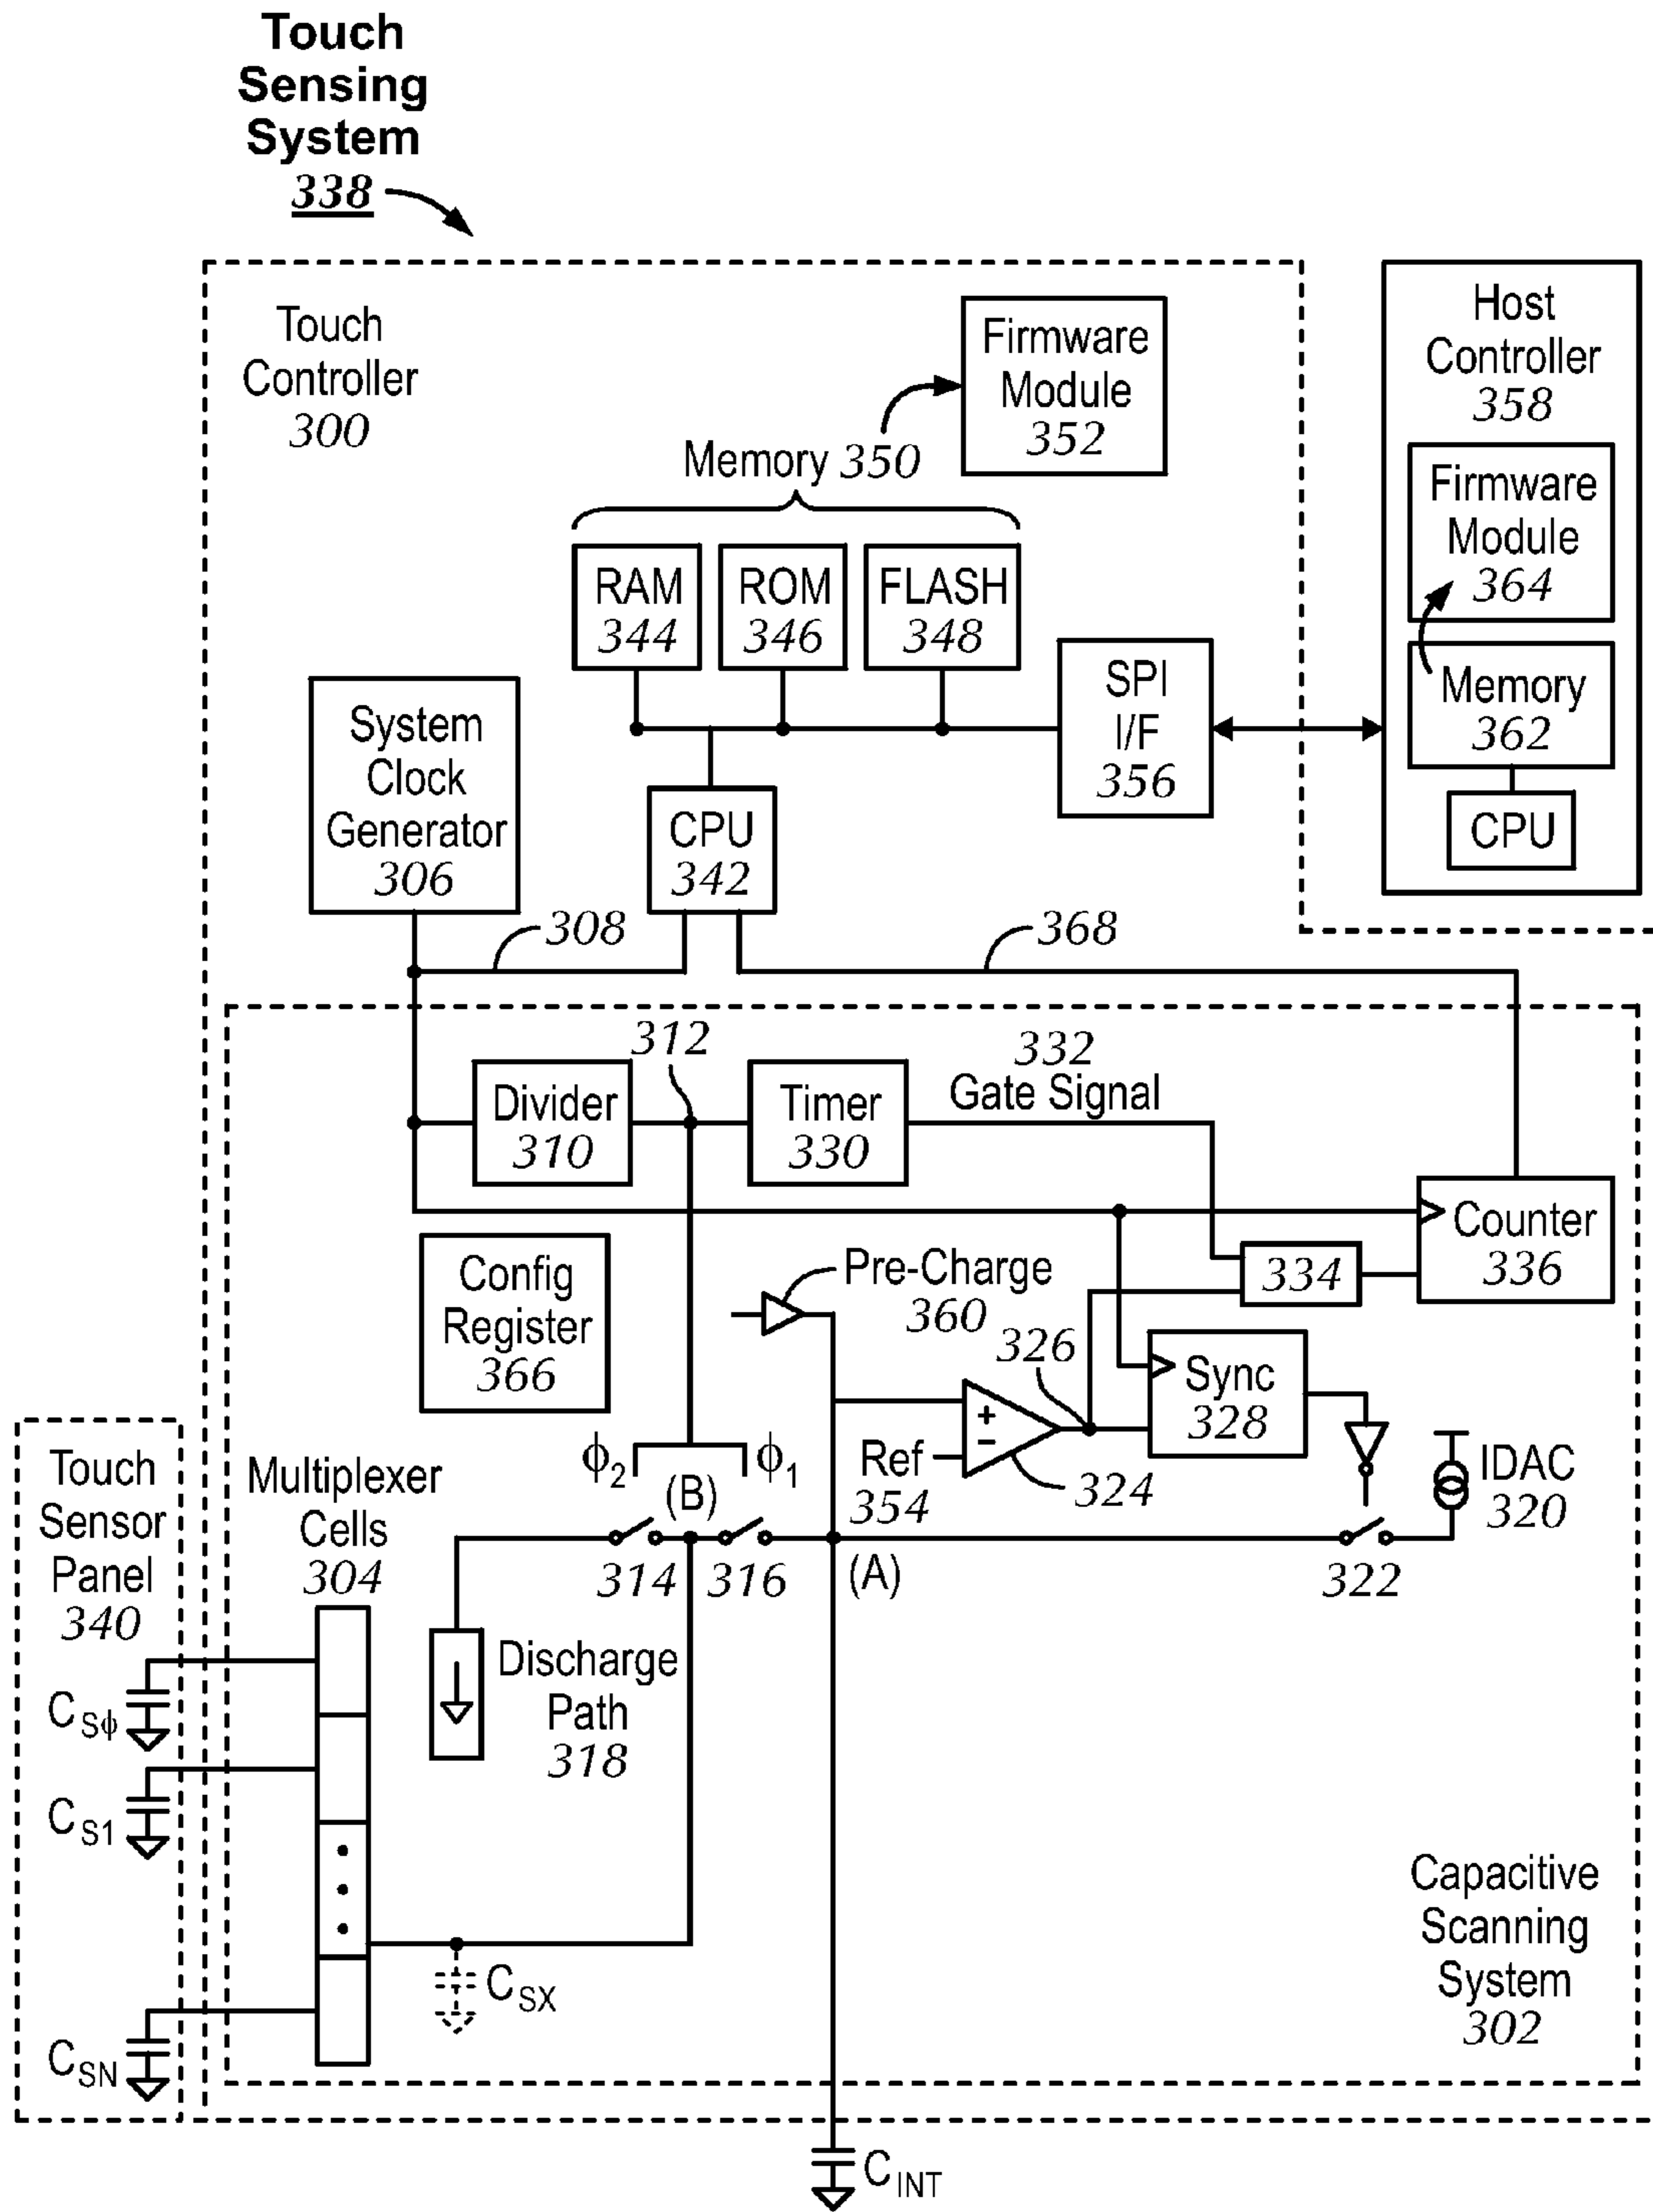 Touch
Sensing
System
338
Touch
Controller
300
Firmware
Module
352
Memory 350
RAM
344
ROM
346
FLASH
348
SPI
I/F
356
Host
Controller
358
Firmware
Module
364
Memory
362
CPU
System
Clock
Generator
306
CPU
342
308
368
312
332
Gate Signal
Divider
310
Timer
330
Counter
336
334
Config
Register
366
Pre-Charge
360
326
Sync
328
+
−
Ref
354
324
IDAC
320
ϕ2
(B)
ϕ1
314
316
(A)
322
Touch
Sensor
Panel
340
Multiplexer
Cells
304
Discharge
Path
318
CSϕ
CS1
CSN
CSX
Capacitive
Scanning
System
302
CINT